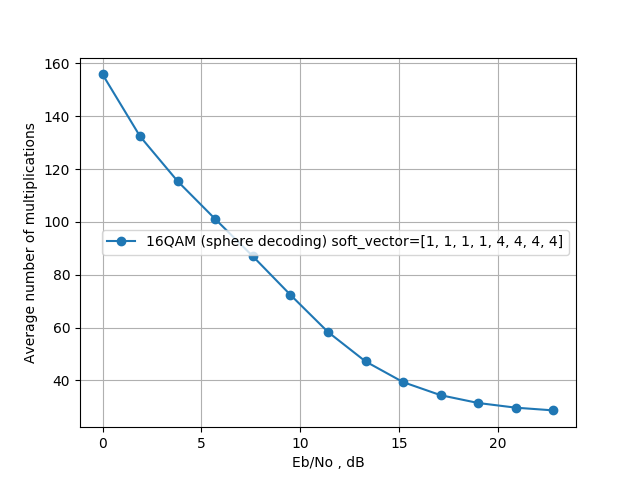 160
140
120
100
80
60
40
Average number of multiplications
16QAM (sphere decoding) soft_vector=[1, 1, 1, 1, 4, 4, 4, 4]
0 5 10 15 20
Eb/No , dB